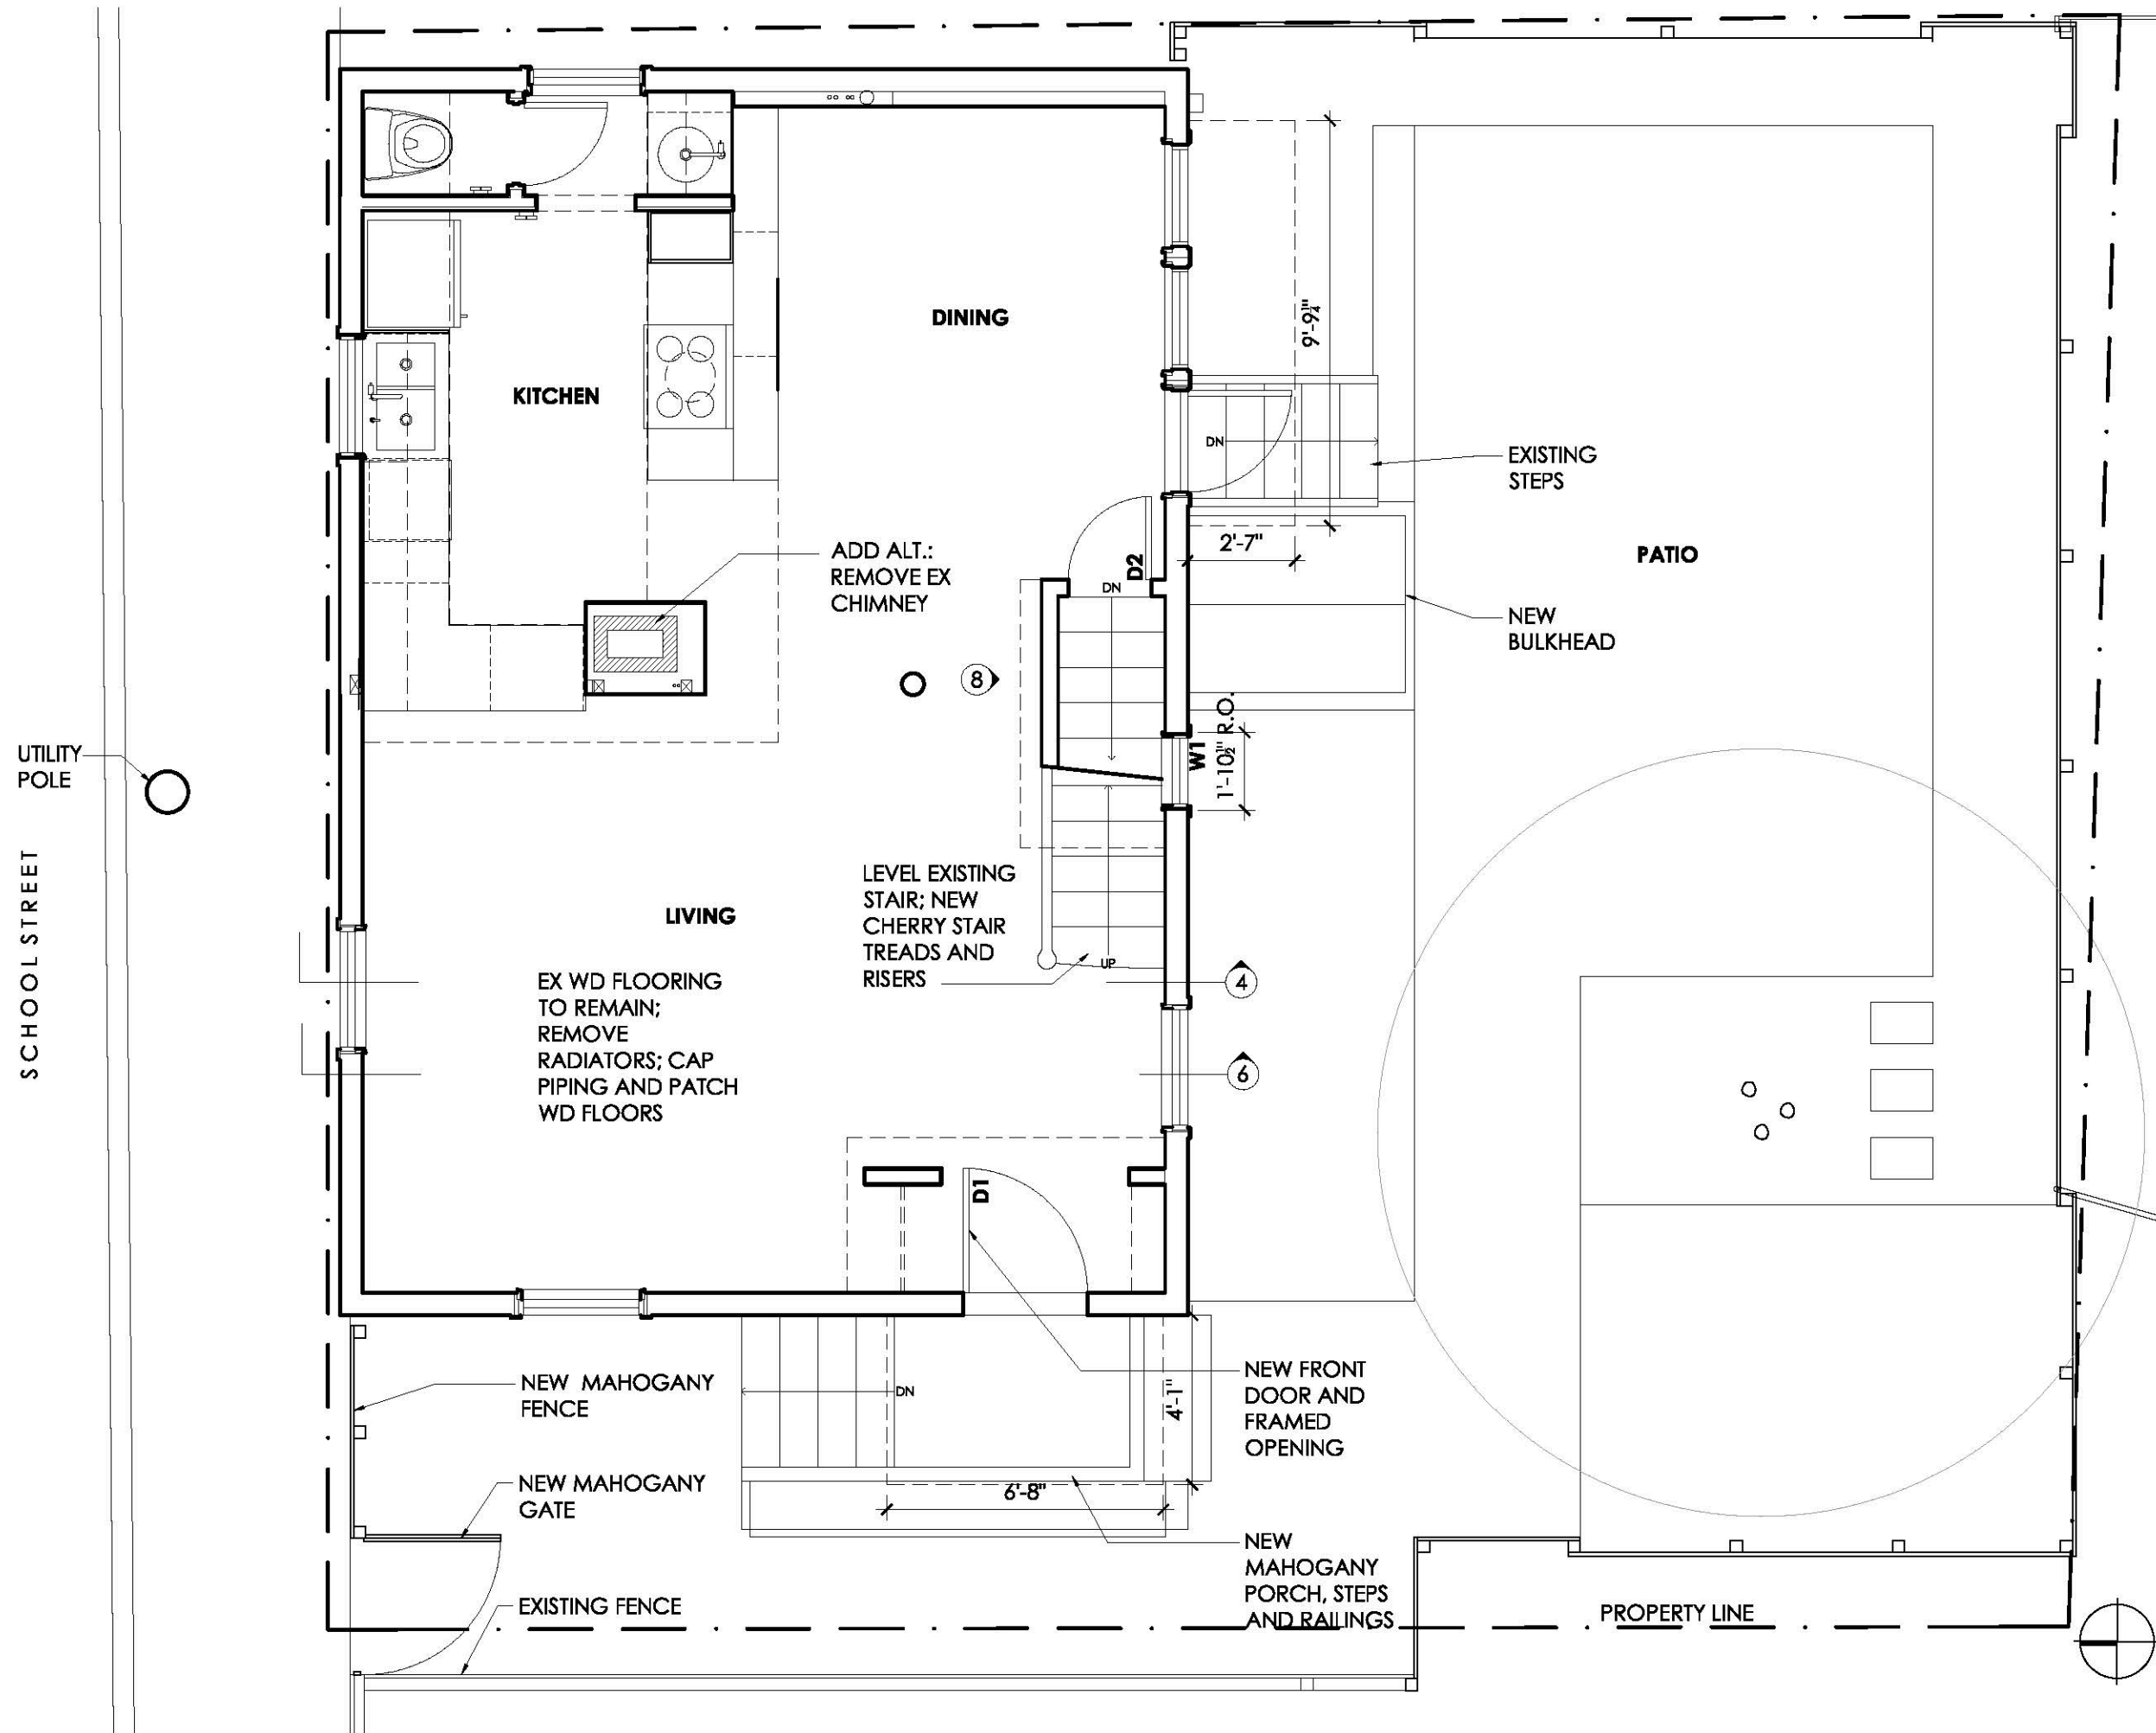 DINING
9'-9¼"
KITCHEN
DN
EXISTING
STEPS
ADD ALT.:
REMOVE EX
CHIMNEY
D2
DN
2'-7"
PATIO
NEW
BULKHEAD
8
UTILITY
POLE
W1
1'-10½" R.O.
SCHOOL STREET
LEVEL EXISTING
STAIR; NEW
CHERRY STAIR
TREADS AND
RISERS
UP
LIVING
4
6
EX WD FLOORING
TO REMAIN;
REMOVE
RADIATORS; CAP
PIPING AND PATCH
WD FLOORS
D1
NEW MAHOGANY
FENCE
DN
4'-1"
NEW FRONT
DOOR AND
FRAMED
OPENING
NEW MAHOGANY
GATE
6'-8"
NEW
MAHOGANY
PORCH, STEPS
AND RAILINGS
EXISTING FENCE
PROPERTY LINE